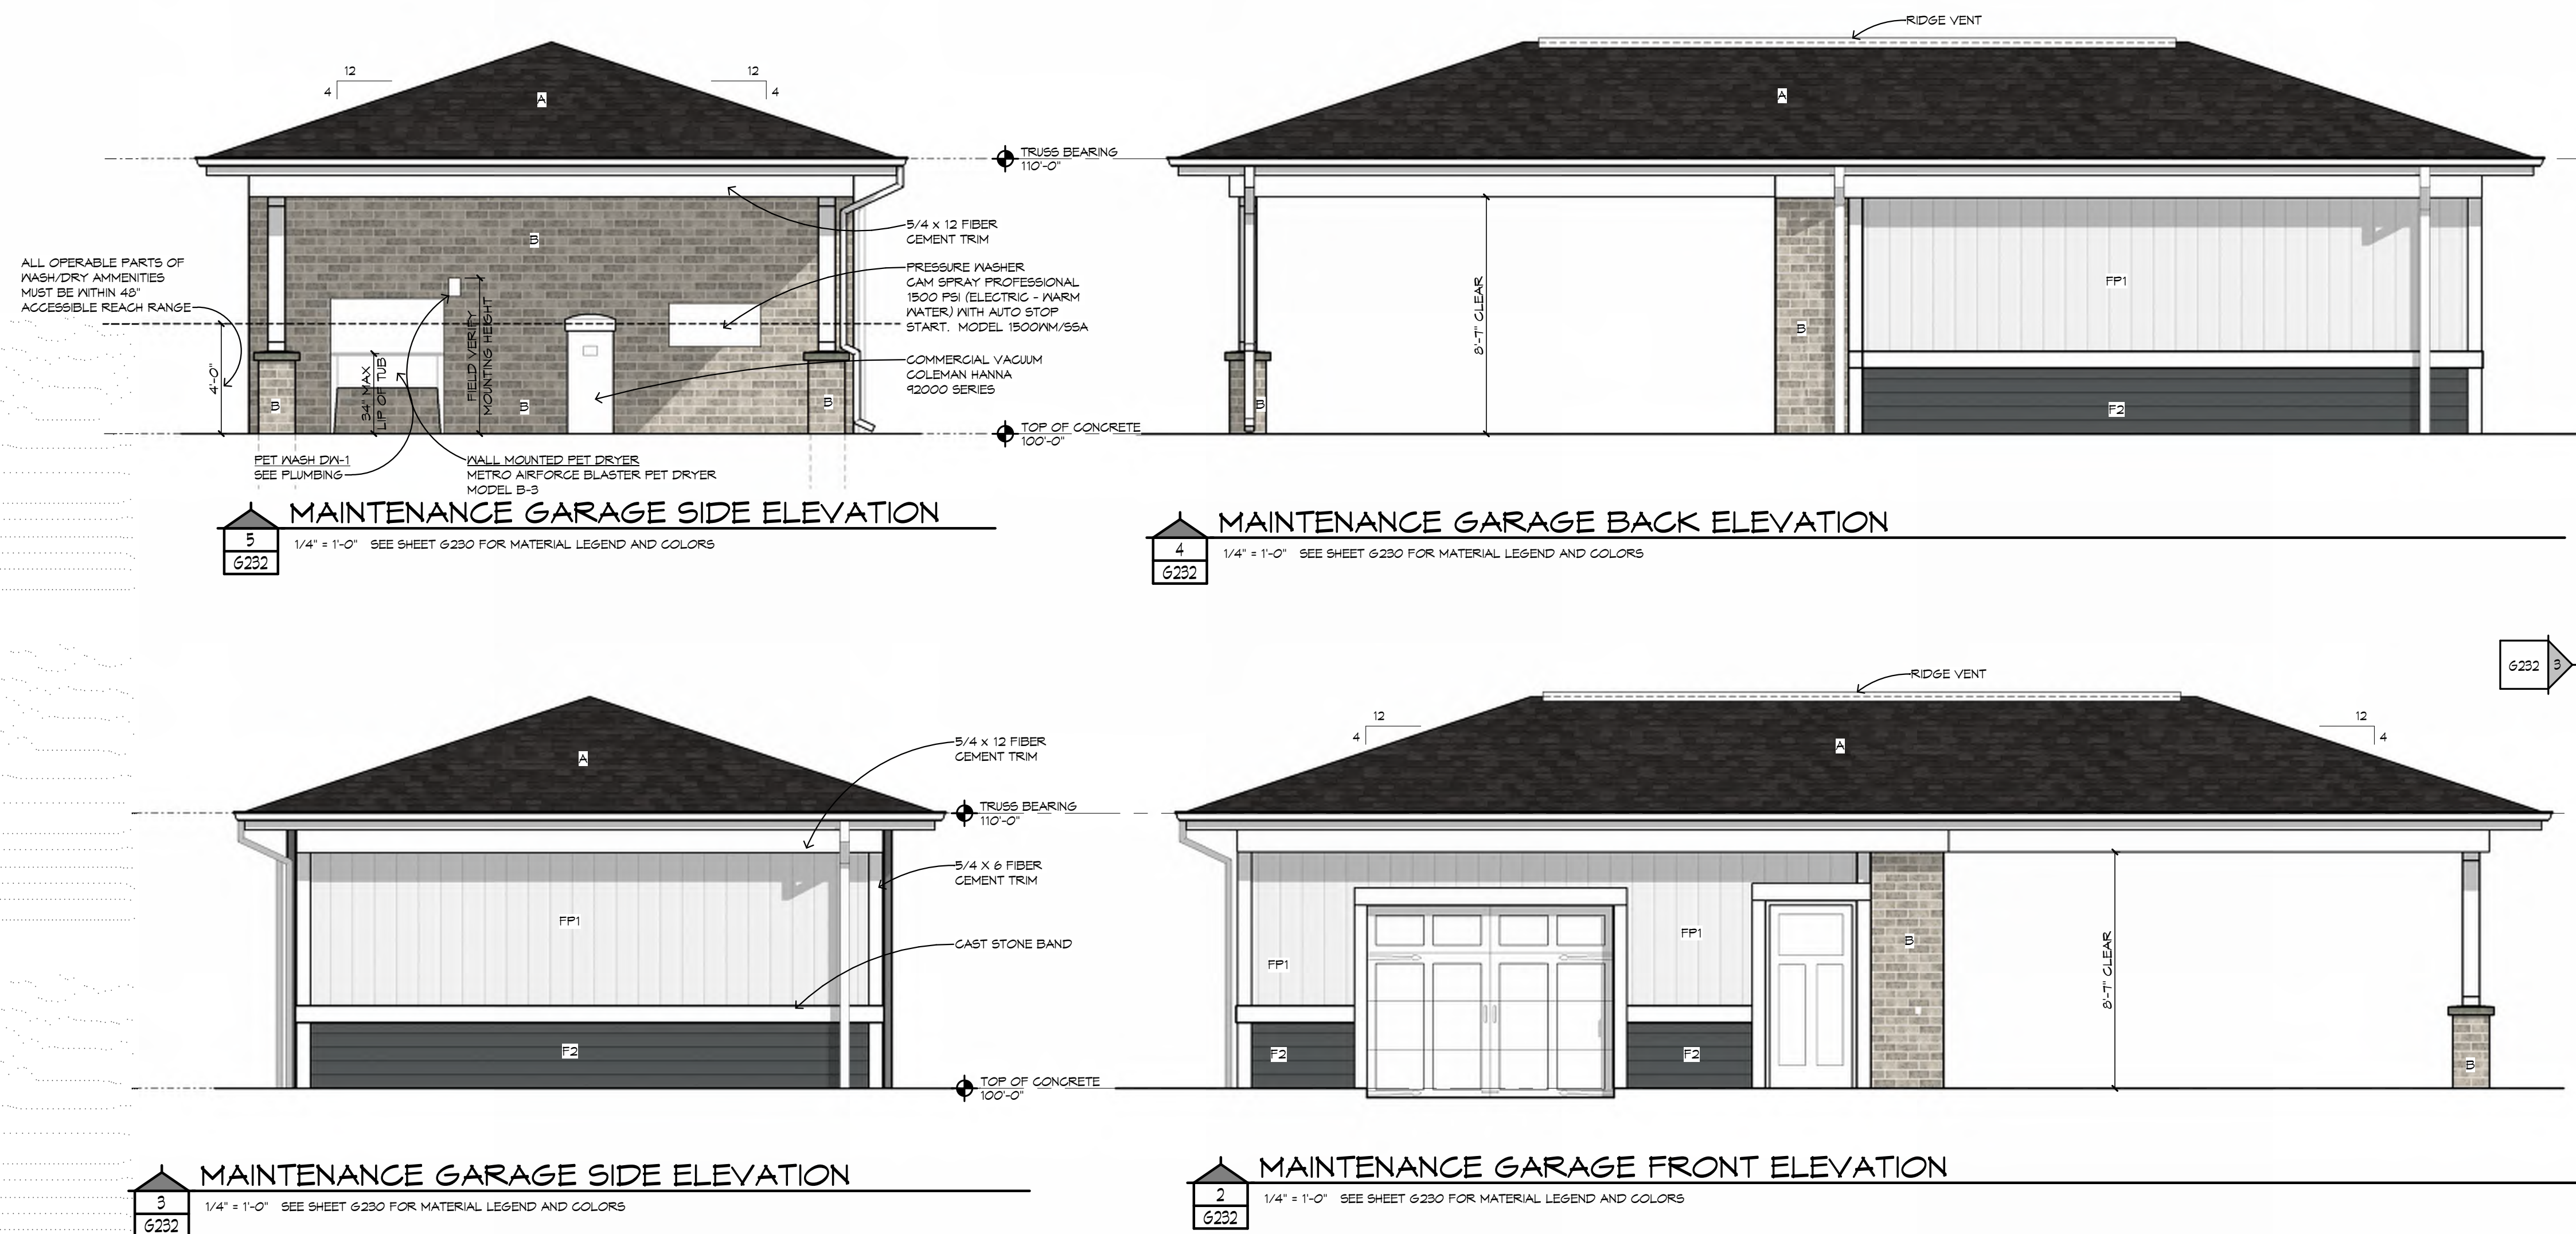 12
4
12
4
A
TRUSS BEARING
110'-0"
5/4 x 12 FIBER
CEMENT TRIM
B
ALL OPERABLE PARTS OF
WASH/DRY AMMENITIES
MUST BE WITHIN 48"
ACCESSIBLE REACH RANGE
PRESSURE WASHER
CAM SPRAY PROFESSIONAL
1500 PSI (ELECTRIC - WARM
WATER) WITH AUTO STOP
START. MODEL 1500WM/SSA
4'-0"
34" MAX
LIP OF TUB
FIELD VERIFY
MOUNTING HEIGHT
COMMERCIAL VACUUM
COLEMAN HANNA
92000 SERIES
B
B
B
TOP OF CONCRETE
100'-0"
PET WASH DW-1
SEE PLUMBING
WALL MOUNTED PET DRYER
METRO AIRFORCE BLASTER PET DRYER
MODEL B-3
MAINTENANCE GARAGE SIDE ELEVATION
5
G232
1/4" = 1'-0" SEE SHEET G230 FOR MATERIAL LEGEND AND COLORS
RIDGE VENT
A
8'-7" CLEAR
FP1
B
B
F2
MAINTENANCE GARAGE BACK ELEVATION
4
G232
1/4" = 1'-0" SEE SHEET G230 FOR MATERIAL LEGEND AND COLORS
G232
3
A
5/4 x 12 FIBER
CEMENT TRIM
TRUSS BEARING
110'-0"
5/4 X 6 FIBER
CEMENT TRIM
FP1
CAST STONE BAND
F2
TOP OF CONCRETE
100'-0"
MAINTENANCE GARAGE SIDE ELEVATION
3
G232
1/4" = 1'-0" SEE SHEET G230 FOR MATERIAL LEGEND AND COLORS
RIDGE VENT
12
4
12
4
A
FP1
FP1
B
8'-7" CLEAR
F2
F2
B
MAINTENANCE GARAGE FRONT ELEVATION
2
G232
1/4" = 1'-0" SEE SHEET G230 FOR MATERIAL LEGEND AND COLORS